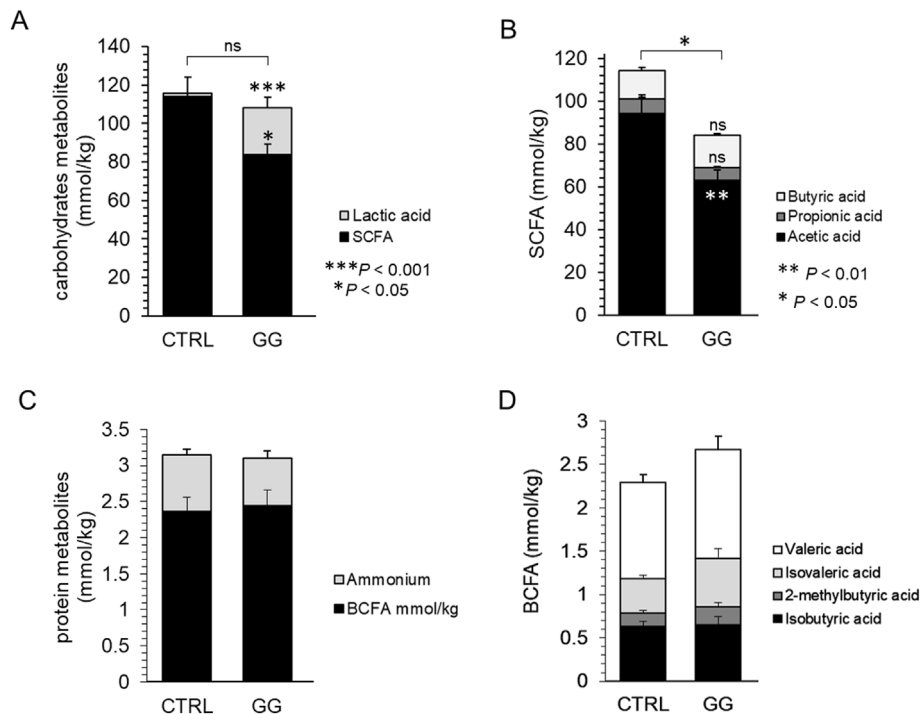 A
carbohydrates metabolites
(mmol/kg)
140
120
100
80
60
40
20
0
ns
***
*
CTRL
GG
Lactic acid
SCFA
***P < 0.001
*P < 0.05
B
SCFA (mmol/kg)
120
100
80
60
40
20
0
*
ns
ns
**
CTRL
GG
Butyric acid
Propionic acid
Acetic acid
** P < 0.01
* P < 0.05
C
protein metabolites
(mmol/kg)
3.5
3
2.5
2
1.5
1
0.5
0
CTRL
GG
Ammonium
BCFA mmol/kg
D
BCFA (mmol/kg)
3
2.5
2
1.5
1
0.5
0
CTRL
GG
Valeric acid
Isovaleric acid
2-methylbutyric acid
Isobutyric acid